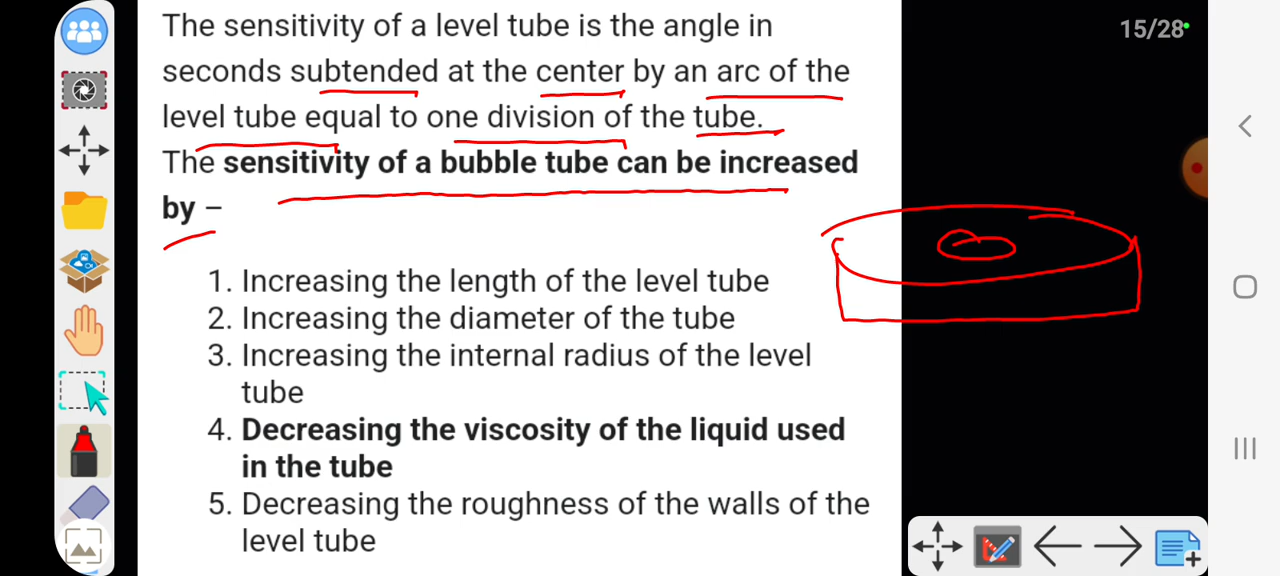 The sensitivity of a level tube is the angle in
seconds subtended at the center by an arc of the
level tube equal to one division of the tube.
The sensitivity of a bubble tube can be increased
by –
1. Increasing the length of the level tube
2. Increasing the diameter of the tube
3. Increasing the internal radius of the level
tube
4. Decreasing the viscosity of the liquid used
in the tube
5. Decreasing the roughness of the walls of the
level tube
15/28